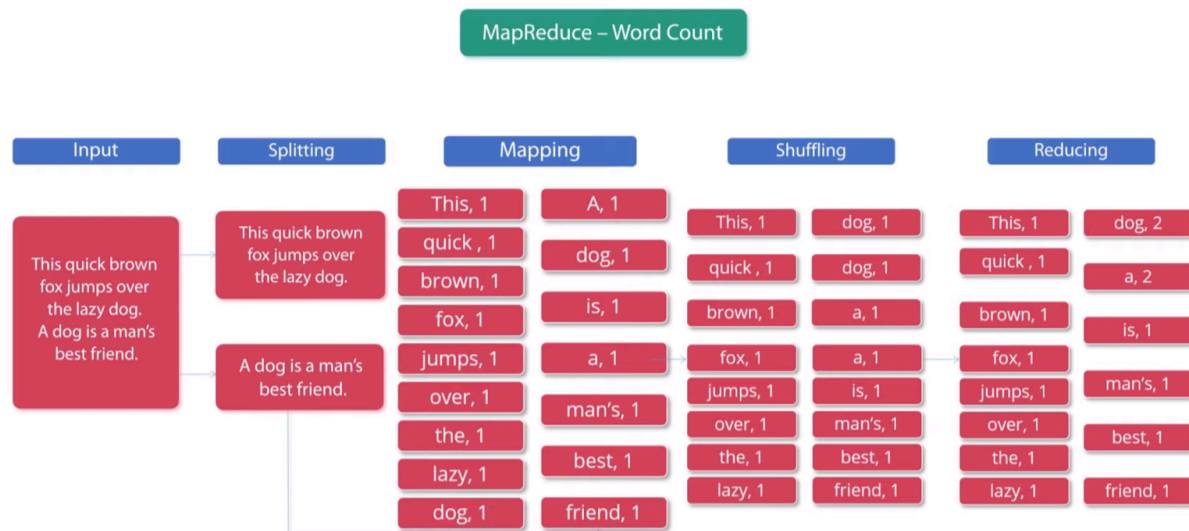 MapReduce – Word Count
Input
Splitting
Mapping
Shuffling
Reducing
This quick brown
fox jumps over
the lazy dog.
A dog is a man's
best friend.
This quick brown
fox jumps over
the lazy dog.
A dog is a man's
best friend.
This, 1
quick , 1
brown, 1
fox, 1
jumps, 1
over, 1
the, 1
lazy, 1
dog, 1
A, 1
dog, 1
is, 1
a, 1
man's, 1
best, 1
friend, 1
This, 1
quick , 1
brown, 1
fox, 1
jumps, 1
over, 1
the, 1
lazy, 1
dog, 1
dog, 1
a, 1
a, 1
is, 1
man's, 1
best, 1
friend, 1
This, 1
quick , 1
brown, 1
fox, 1
jumps, 1
over, 1
the, 1
lazy, 1
dog, 2
a, 2
is, 1
man's, 1
best, 1
friend, 1